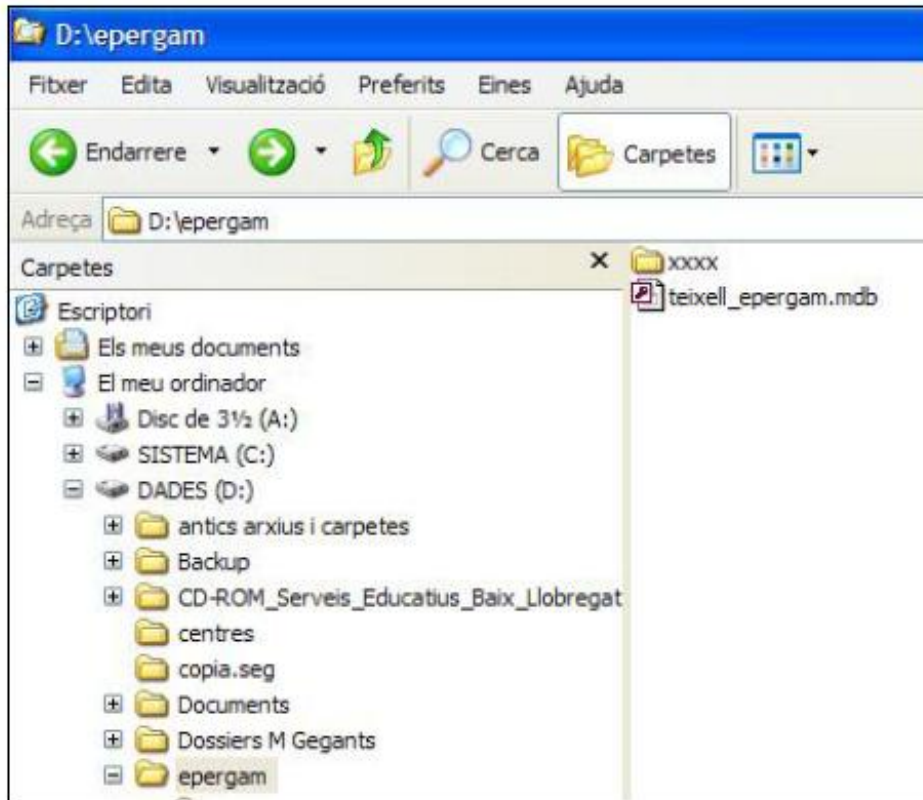 D:\epergam
Fitxer Edita Visualització Preferits Eines Ajuda
Endarrere Cerca Carpetes
Adreça D:\epergam
Carpetes
Escriptori
Els meus documents
El meu ordinador
Disc de 3½ (A:)
SISTEMA (C:)
DADES (D:)
antics arxius i carpetes
Backup
CD-ROM_Serveis_Educatius_Baix_Llobregat
centres
copia.seg
Documents
Dossiers M Gegants
epergam
xxxx
teixell_epergam.mdb